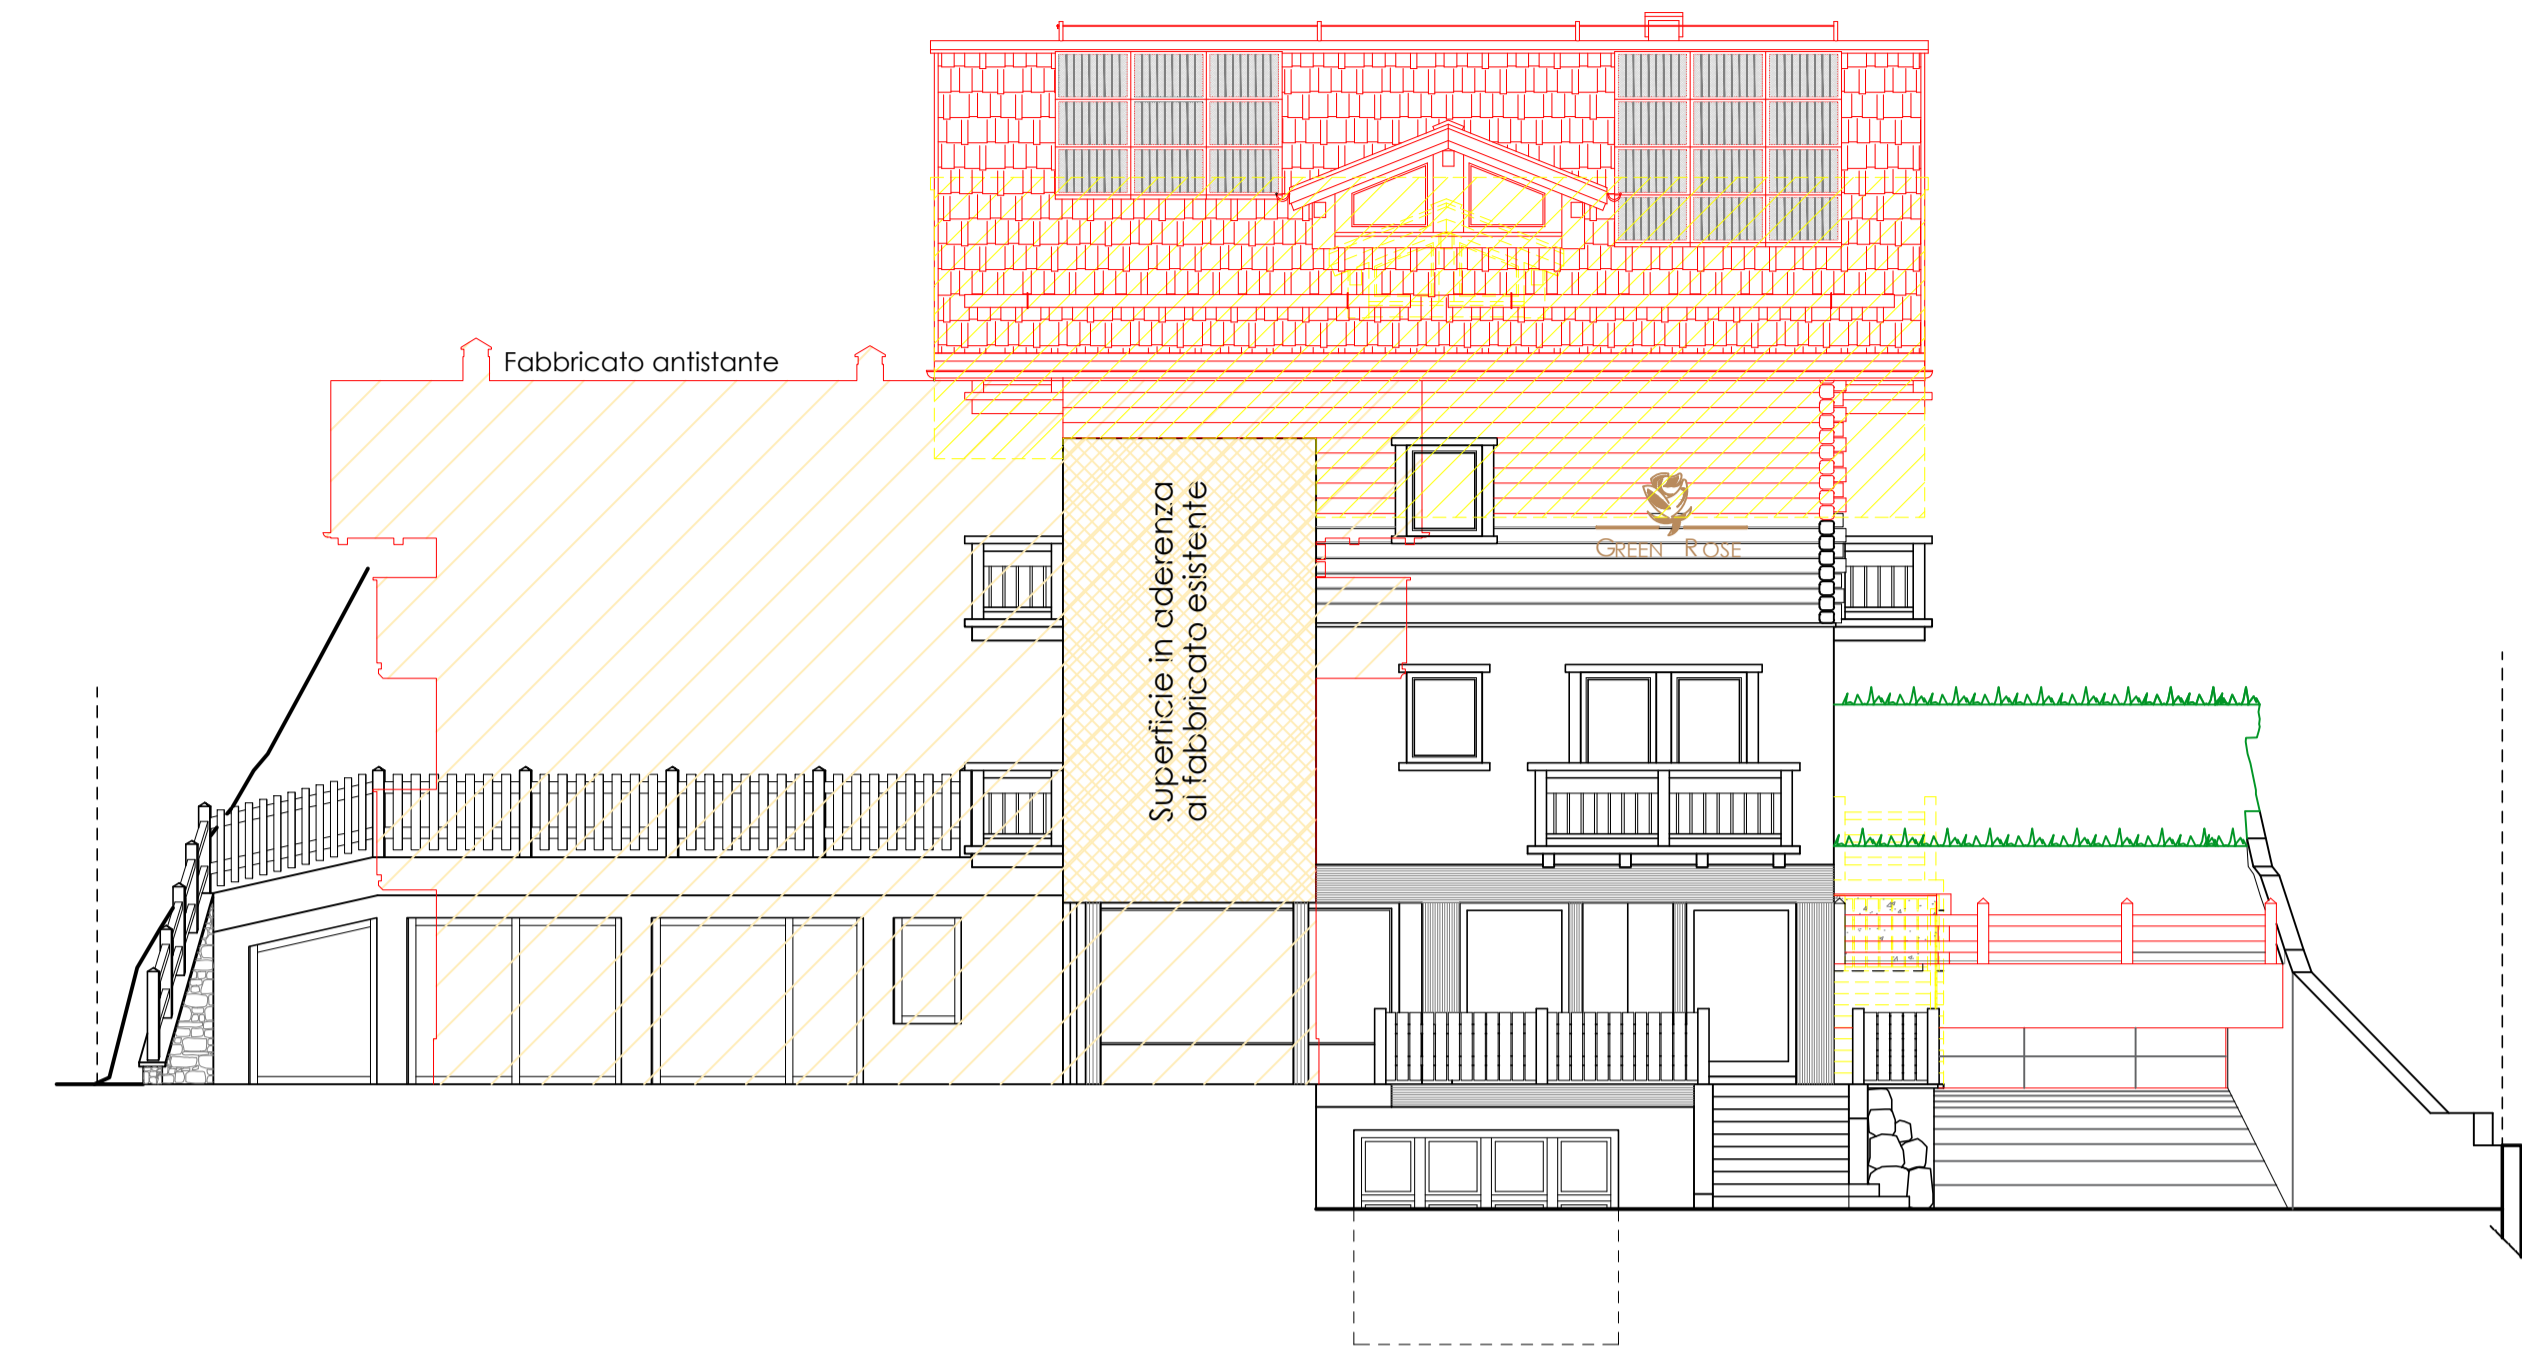 Fabbricato antistante
Superficie in aderenza
al fabbricato esistente
GREEN ROSE